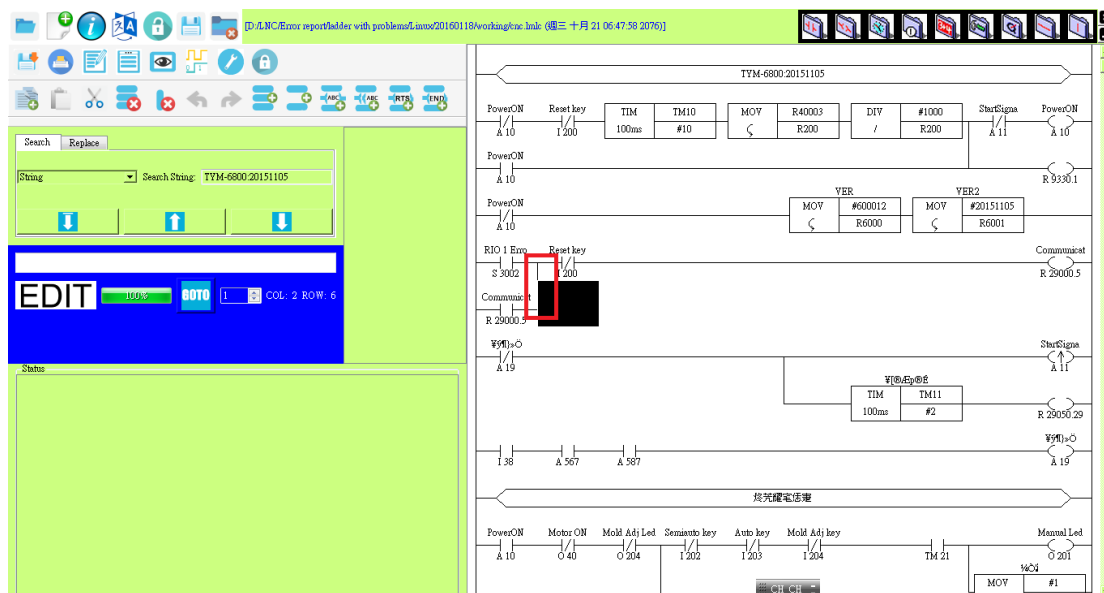 [D:/LNC/Error report/ladder with problems/Linux/20160118/working/cnc.lmlc (週三 十月 21 06:47:58 2076)]
(ABC)
((ABC
(RTS)
(END)
TYM-6800:20151105
PowerON
Reset key
TIM
TM10
MOV
R40003
DIV
#1000
StartSigna
PowerON
A 10
I 200
100ms
#10
R200
/
R200
A 11
A 10
Search
Replace
PowerON
A 10
R 9330.1
String
Search String:
TYM-6800:20151105
PowerON
VER
VER2
MOV
#600012
MOV
#20151105
A 10
R6000
R6001
RIO 1 Erro
Reset key
Communicat
S 3002
I 200
R 29000.5
EDIT
100%
GOTO
1
COL: 2 ROW: 6
Communicat
R 29000.5
StartSigna
A 19
A 11
Status
TIM
TM11
100ms
#2
R 29050.29
I 38
A 567
A 587
A 19
PowerON
Motor ON
Mold Adj Led
Semiauto key
Auto key
Mold Adj key
Manual Led
A 10
O 40
O 204
I 202
I 203
I 204
TM 21
O 201
MOV
#1
CH CH